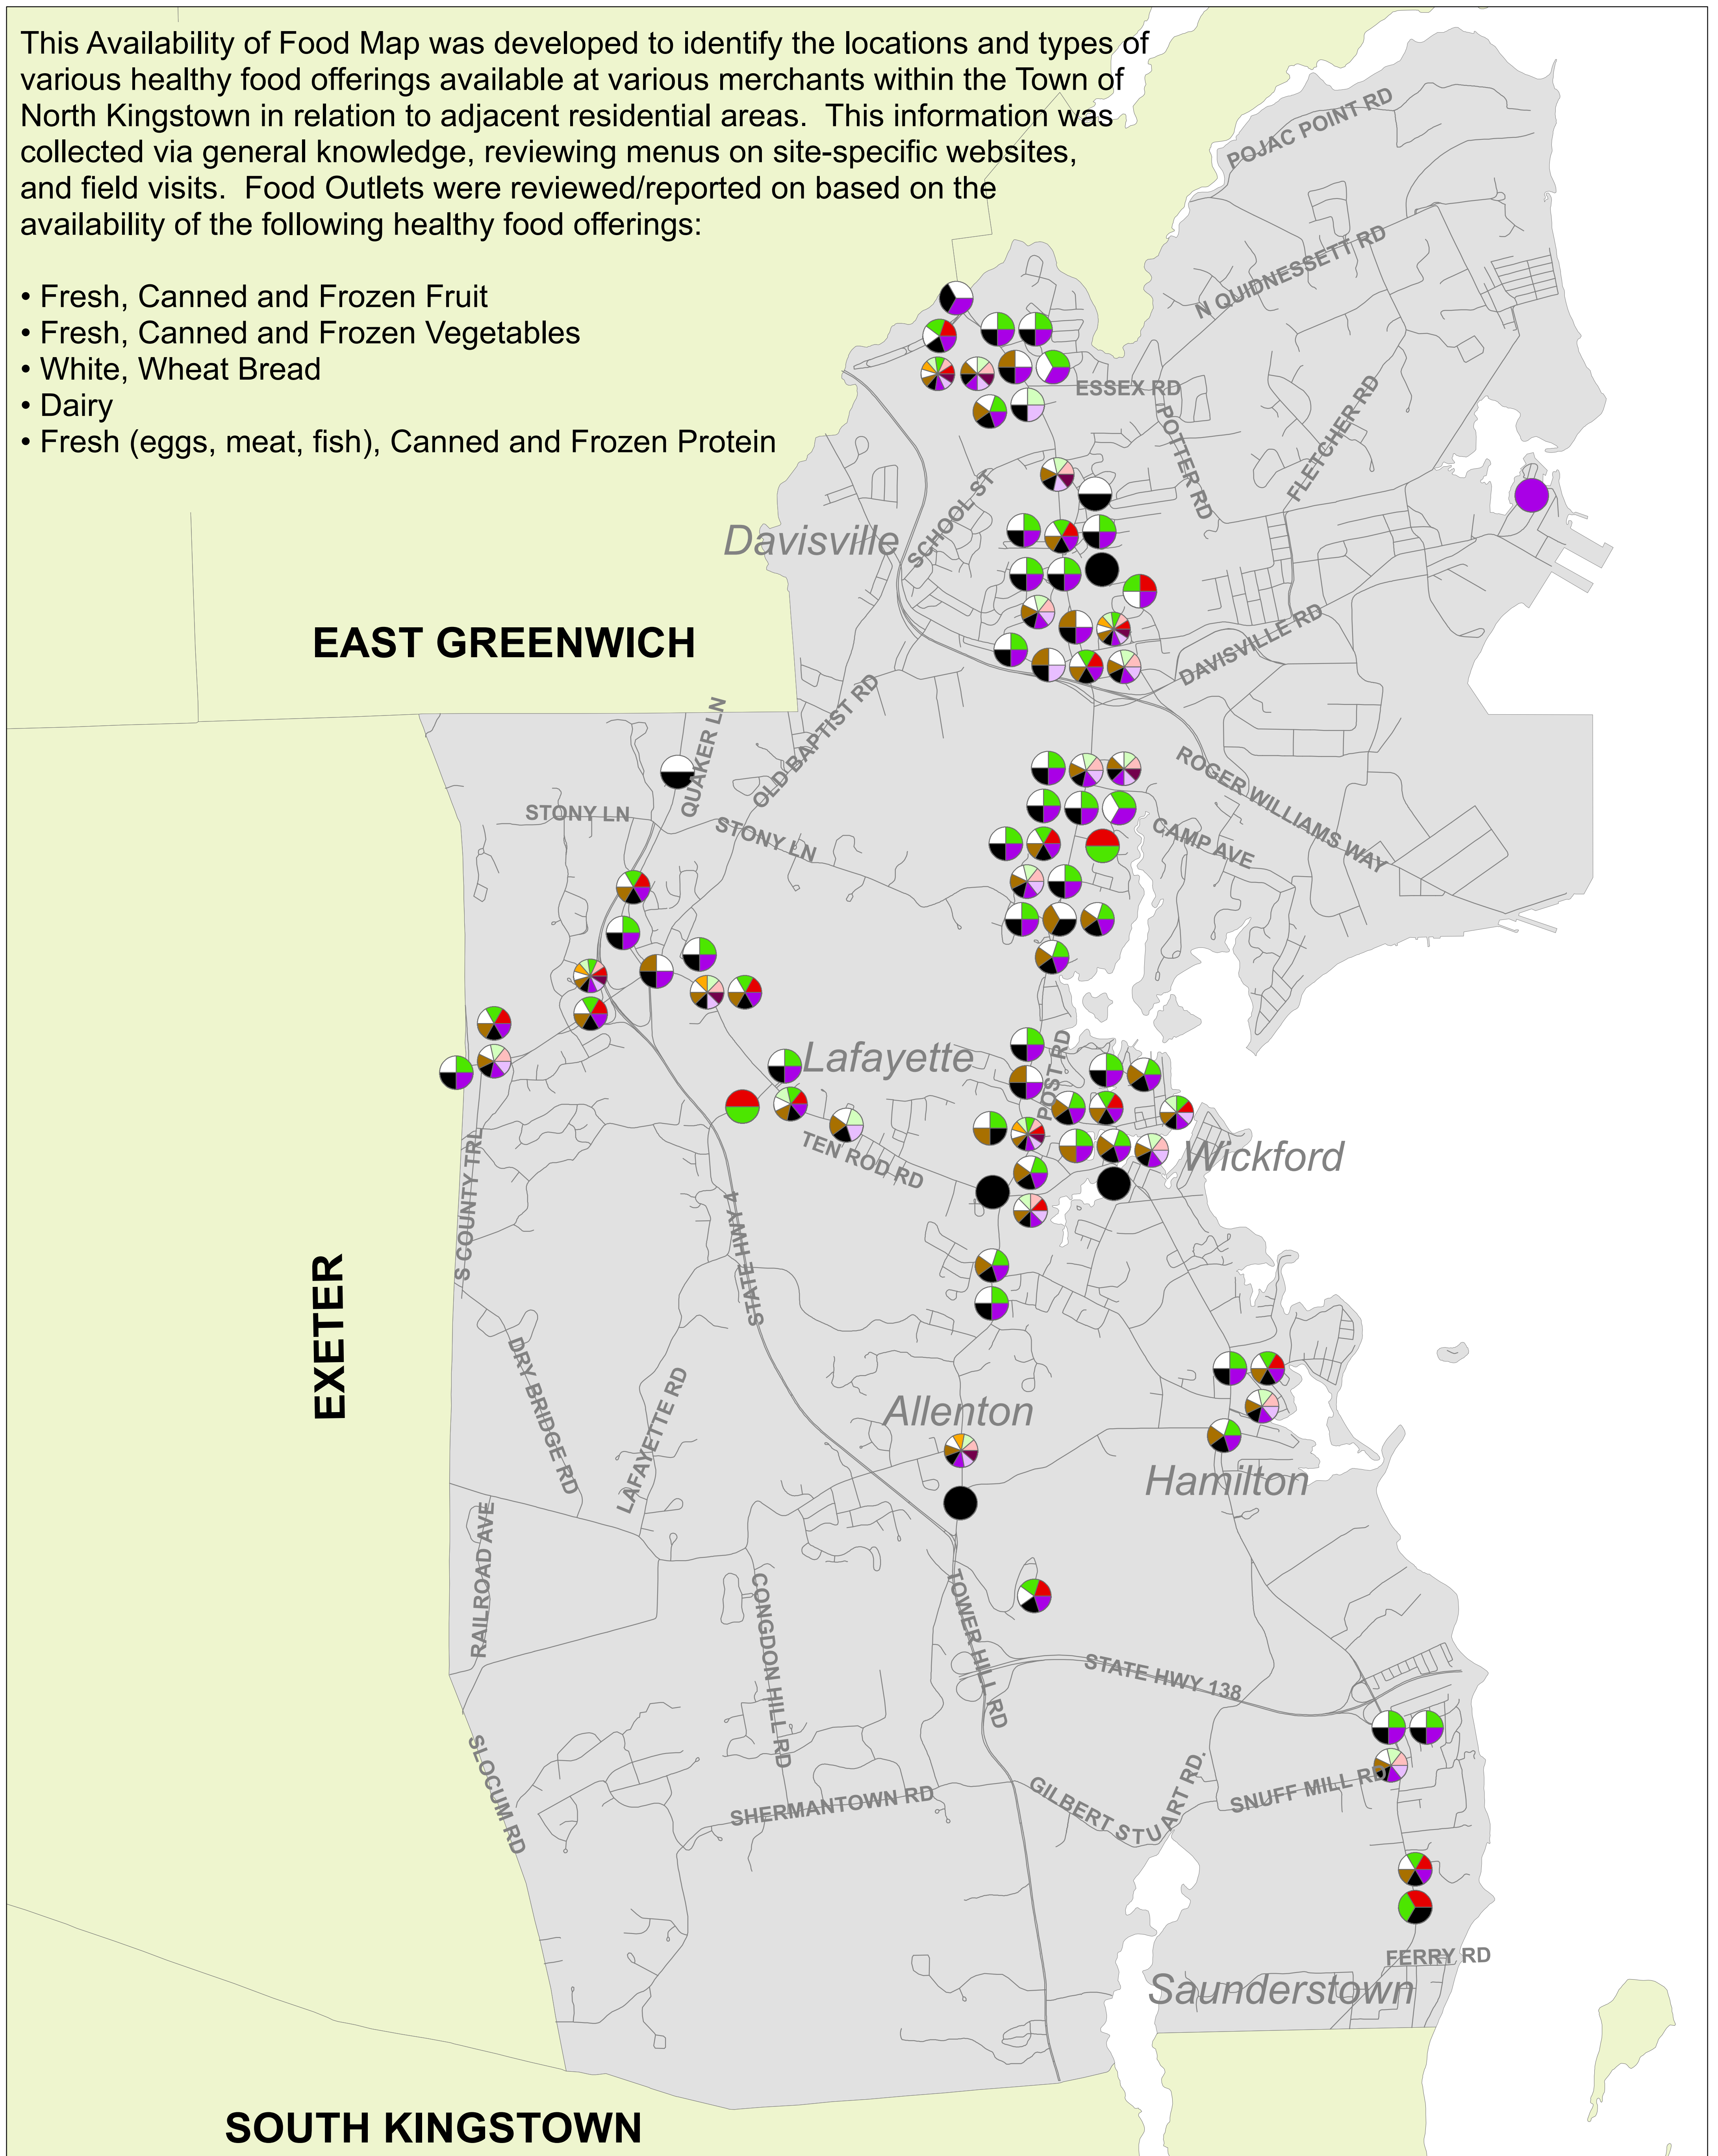 This Availability of Food Map was developed to identify the locations and types of
various healthy food offerings available at various merchants within the Town of
North Kingstown in relation to adjacent residential areas.  This information was
collected via general knowledge, reviewing menus on site-specific websites,
and field visits.  Food Outlets were reviewed/reported on based on the
availability of the following healthy food offerings:
• Fresh, Canned and Frozen Fruit
• Fresh, Canned and Frozen Vegetables
• White, Wheat Bread
• Dairy
• Fresh (eggs, meat, fish), Canned and Frozen Protein
POJAC POINT RD
N QUIDNESSETT RD
ESSEX RD
POTTER RD
FLETCHER RD
SCHOOL ST
Davisville
EAST GREENWICH
DAVISVILLE RD
QUAKER LN
OLD BAPTIST RD
STONY LN
STONY LN
ROGER WILLIAMS WAY
CAMP AVE
Lafayette
POST RD
Wickford
TEN ROD RD
S COUNTY TRL
STATE HWY 4
EXETER
DRY BRIDGE RD
LAFAYETTE RD
Allenton
Hamilton
RAILROAD AVE
CONGDON HILL RD
TOWER HILL RD
STATE HWY 138
SLOCUM RD
SHERMANTOWN RD
GILBERT STUART RD.
SNUFF MILL RD
FERRY RD
Saunderstown
SOUTH KINGSTOWN